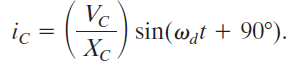 i_C = (V_C / X_C) sin(ω_d t + 90°).